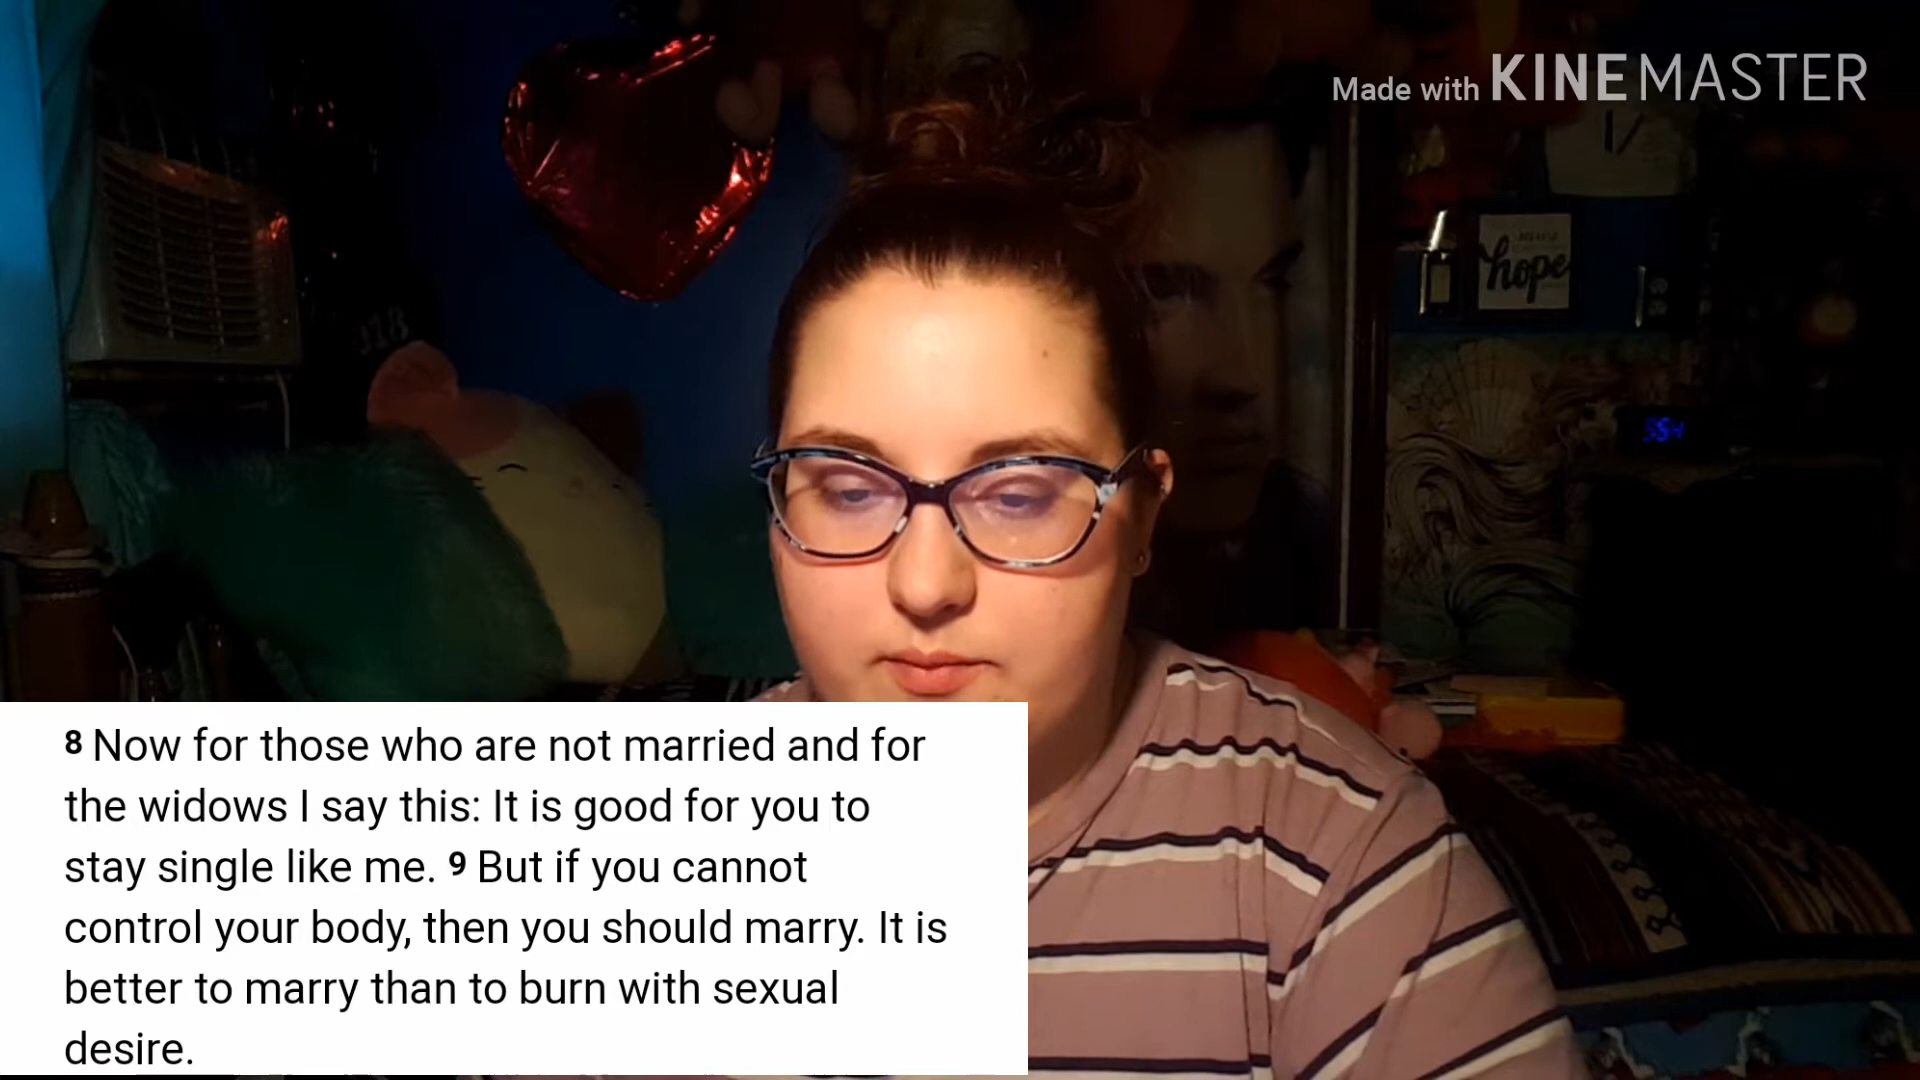 Made with KINEMASTER
hope
8 Now for those who are not married and for
the widows I say this: It is good for you to
stay single like me. 9 But if you cannot
control your body, then you should marry. It is
better to marry than to burn with sexual
desire.